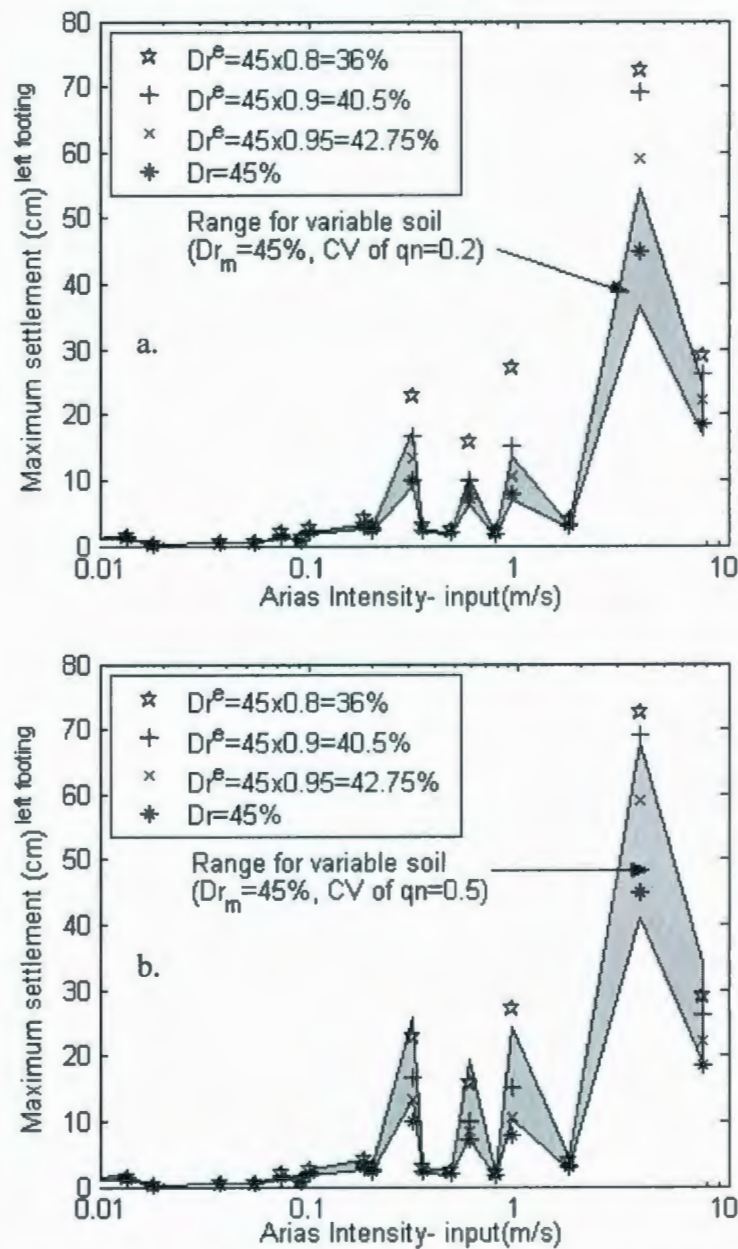 80
70
60
50
40
30
20
10
0
Maximum settlement (cm) left footing
Dr^e=45x0.8=36%
Dr^e=45x0.9=40.5%
Dr^e=45x0.95=42.75%
Dr=45%
Range for variable soil
(Dr_m=45%, CV of qn=0.2)
a.
0.01 0.1 1 10
Arias Intensity- input(m/s)
80
70
60
50
40
30
20
10
0
Maximum settlement (cm) left footing
Dr^e=45x0.8=36%
Dr^e=45x0.9=40.5%
Dr^e=45x0.95=42.75%
Dr=45%
Range for variable soil
(Dr_m=45%, CV of qn=0.5)
b.
0.01 0.1 1 10
Arias Intensity- input(m/s)